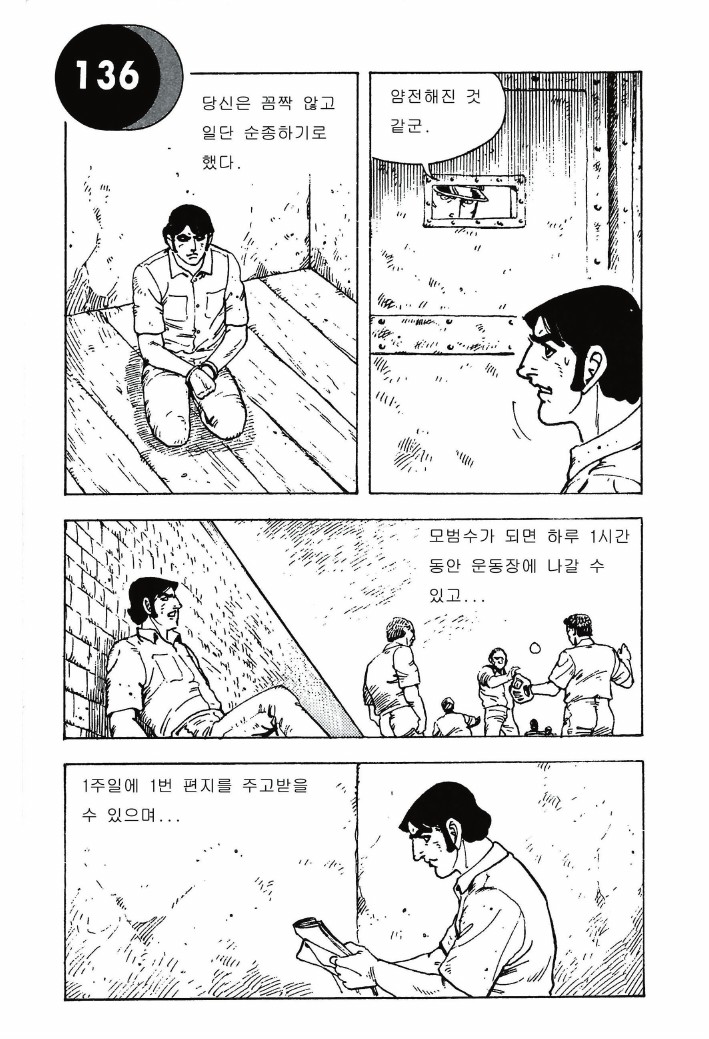 136
당신은 꼼짝 않고
일단 순종하기로
했다.
얌전해진 것
같군.
모범수가 되면 하루 1시간
동안 운동장에 나갈 수
있고...
1주일에 1번 편지를 주고받을
수 있으며...